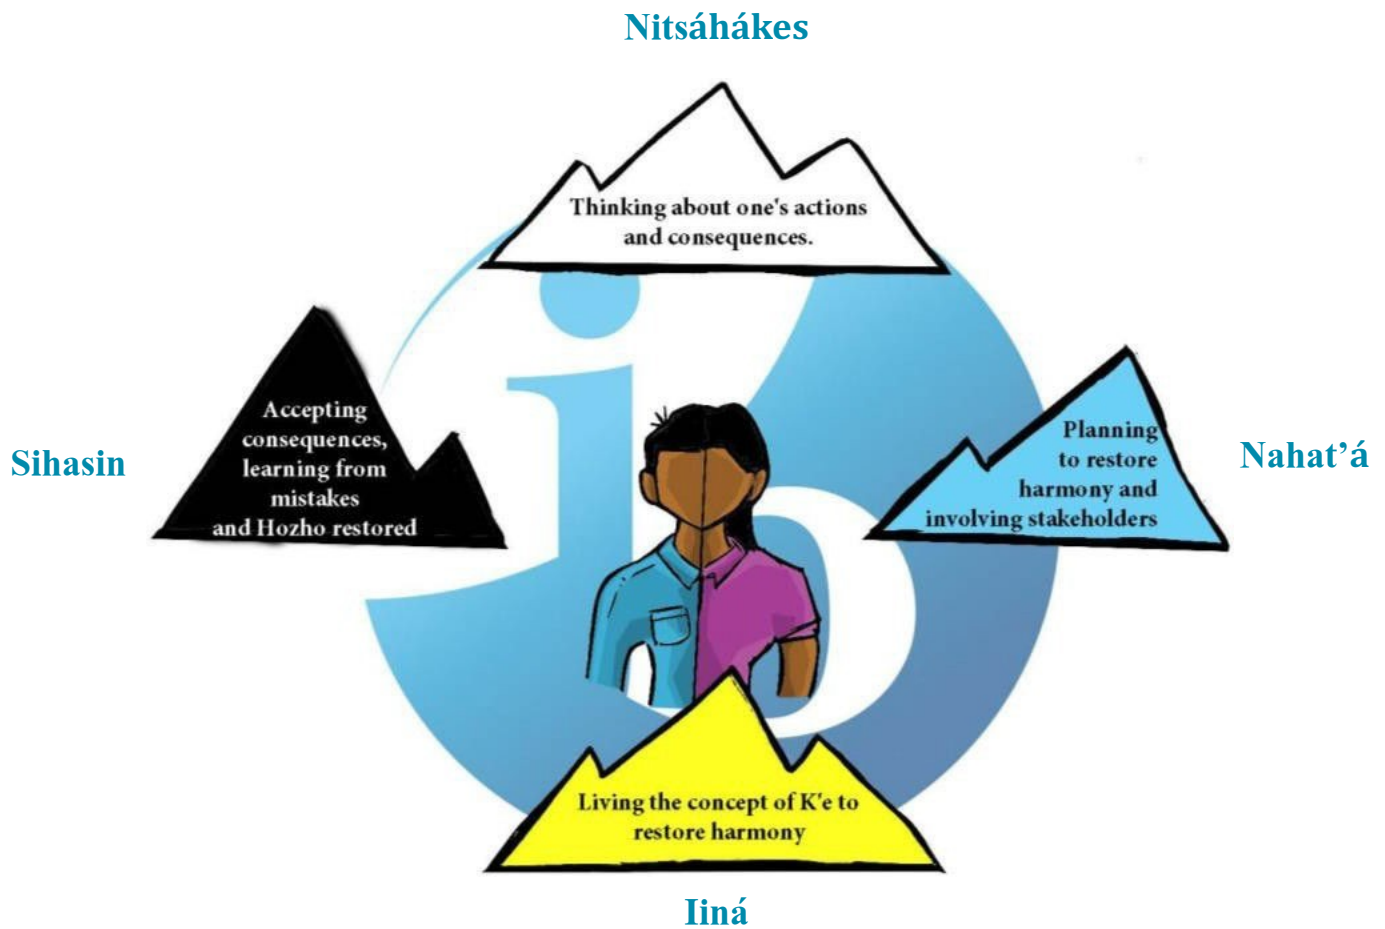 Nitsáhákes
Thinking about one's actions
and consequences.
Accepting
consequences,
learning from
mistakes
and Hozho restored
Sihasin
Planning
to restore
harmony and
involving stakeholders
Nahat’á
ib
Living the concept of K'e to
restore harmony
Iiná